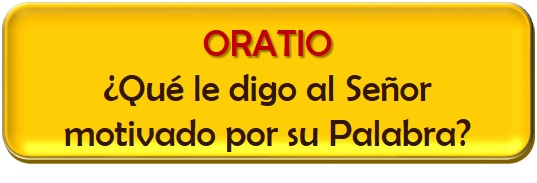 ORATIO
¿Qué le digo al Señor
motivado por su Palabra?